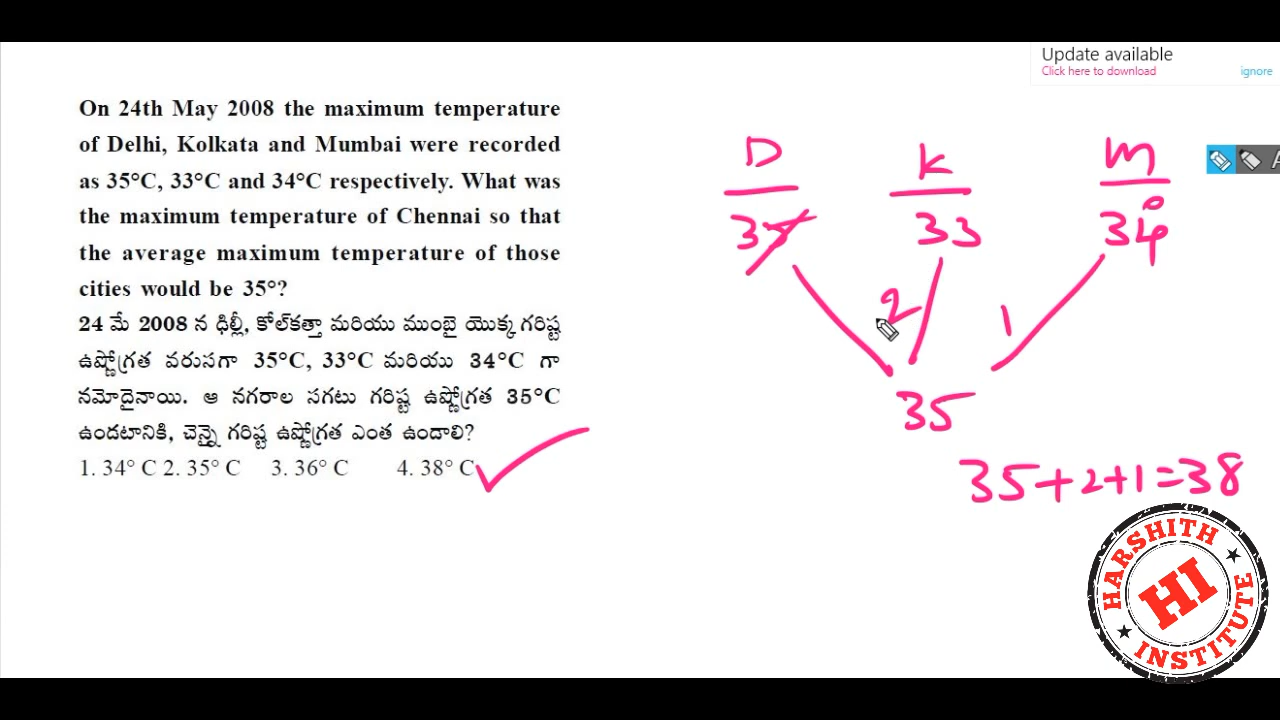 Update available
Click here to download ignore
On 24th May 2008 the maximum temperature
of Delhi, Kolkata and Mumbai were recorded
as 35°C, 33°C and 34°C respectively. What was
the maximum temperature of Chennai so that
the average maximum temperature of those
cities would be 35°?
24 మే 2008 న ఢిల్లీ, కోల్‌కత్తా మరియు ముంబై యొక్క గరిష్ట
ఉష్ణోగ్రత వరుసగా 35°C, 33°C మరియు 34°C గా
నమోదైనాయి. ఆ నగరాల సగటు గరిష్ట ఉష్ణోగ్రత 35°C
ఉండటానికి, చెన్నై గరిష్ట ఉష్ణోగ్రత ఎంత ఉండాలి?
1. 34° C 2. 35° C 3. 36° C 4. 38° C
D K M
35 33 34°
2 1
35
35+2+1=38
A
HARSHITH
HI
INSTITUTE